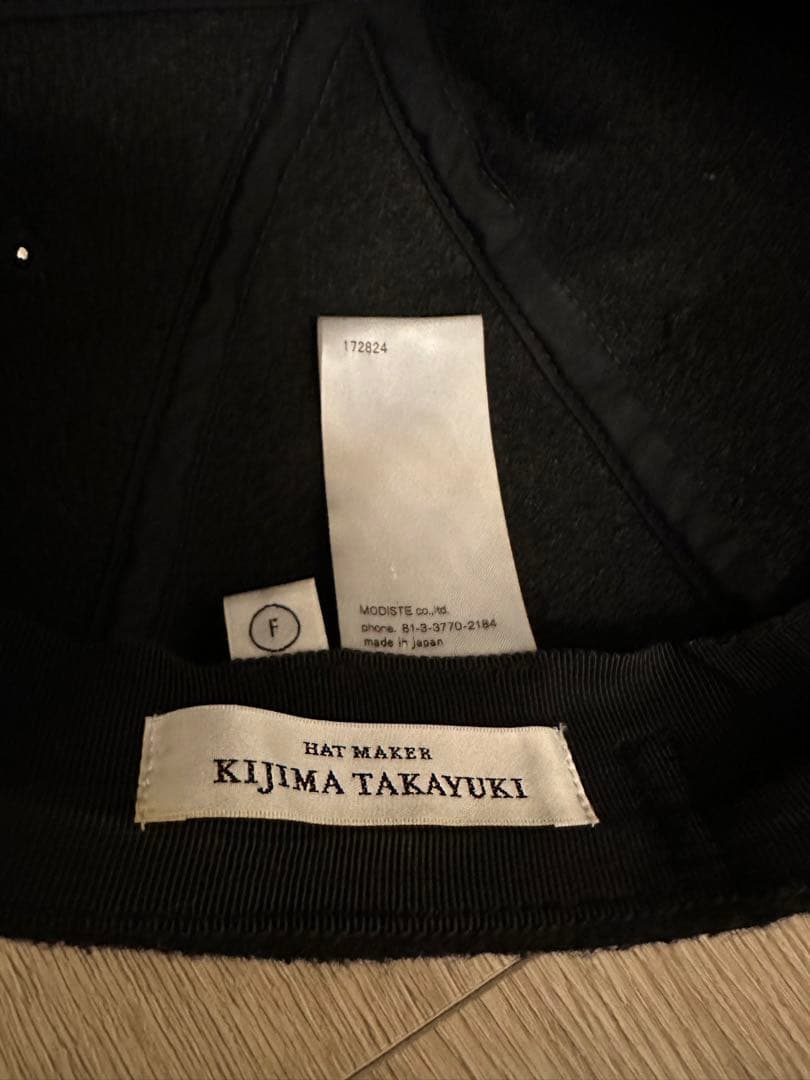 172824
MODISTE co.,ltd.
phone. 81-3-3770-2184
made in japan
F
HAT MAKER
KIJIMA TAKAYUKI